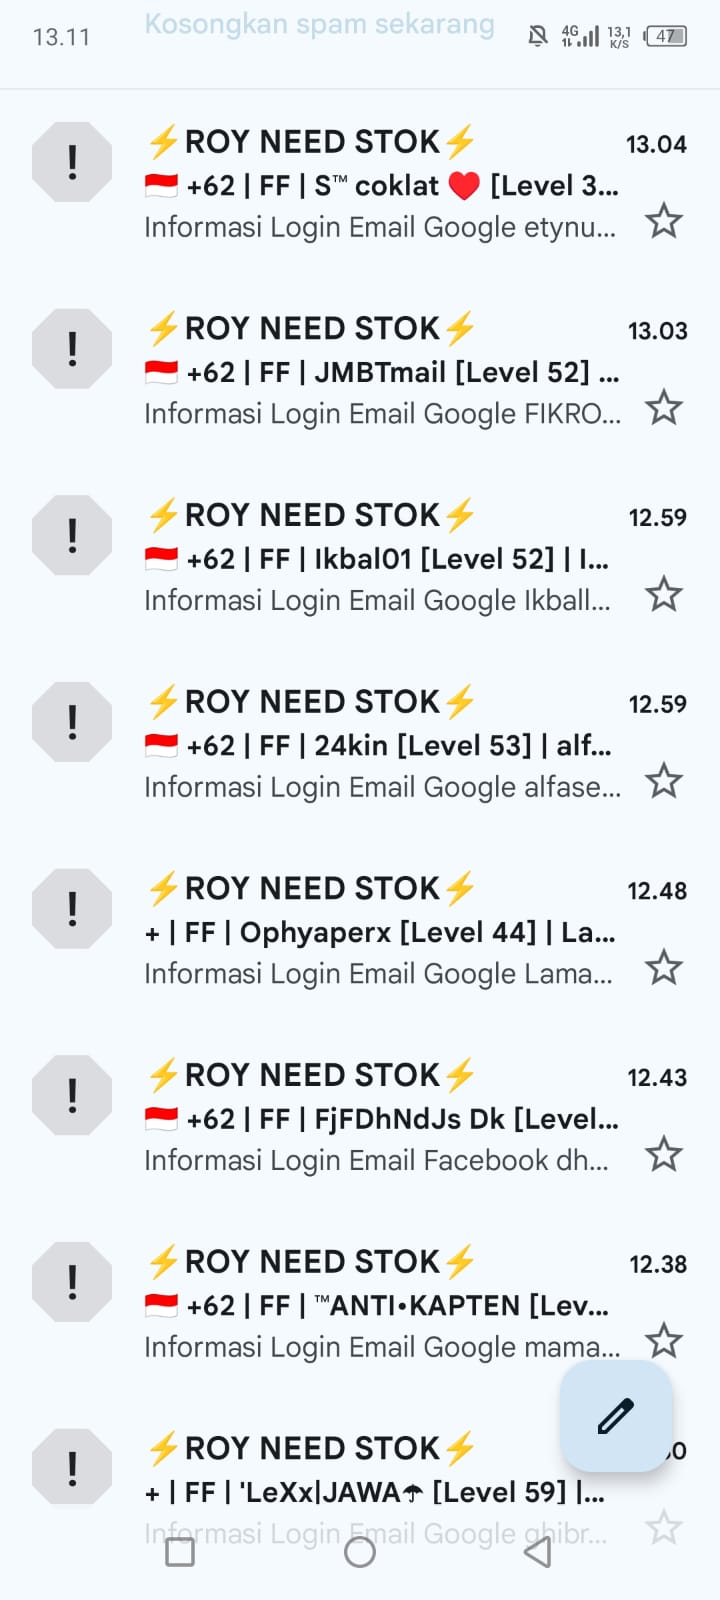 13.11
Kosongkan spam sekarang
4G
13,1
K/S
47
⚡ROY NEED STOK⚡
13.04
🇮🇩 +62 | FF | S™ coklat ❤️ [Level 3...
Informasi Login Email Google etynu...
⚡ROY NEED STOK⚡
13.03
🇮🇩 +62 | FF | JMBTmail [Level 52] ...
Informasi Login Email Google FIKRO...
⚡ROY NEED STOK⚡
12.59
🇮🇩 +62 | FF | Ikbal01 [Level 52] | I...
Informasi Login Email Google Ikball...
⚡ROY NEED STOK⚡
12.59
🇮🇩 +62 | FF | 24kin [Level 53] | alf...
Informasi Login Email Google alfase...
⚡ROY NEED STOK⚡
12.48
+ | FF | Ophyaperx [Level 44] | La...
Informasi Login Email Google Lama...
⚡ROY NEED STOK⚡
12.43
🇮🇩 +62 | FF | FjFDhNdJs Dk [Level...
Informasi Login Email Facebook dh...
⚡ROY NEED STOK⚡
12.38
🇮🇩 +62 | FF | ™ANTI•KAPTEN [Lev...
Informasi Login Email Google mama...
⚡ROY NEED STOK⚡
+ | FF | 'LeXx|JAWA☂ [Level 59] |...
Informasi Login Email Google ghibr...